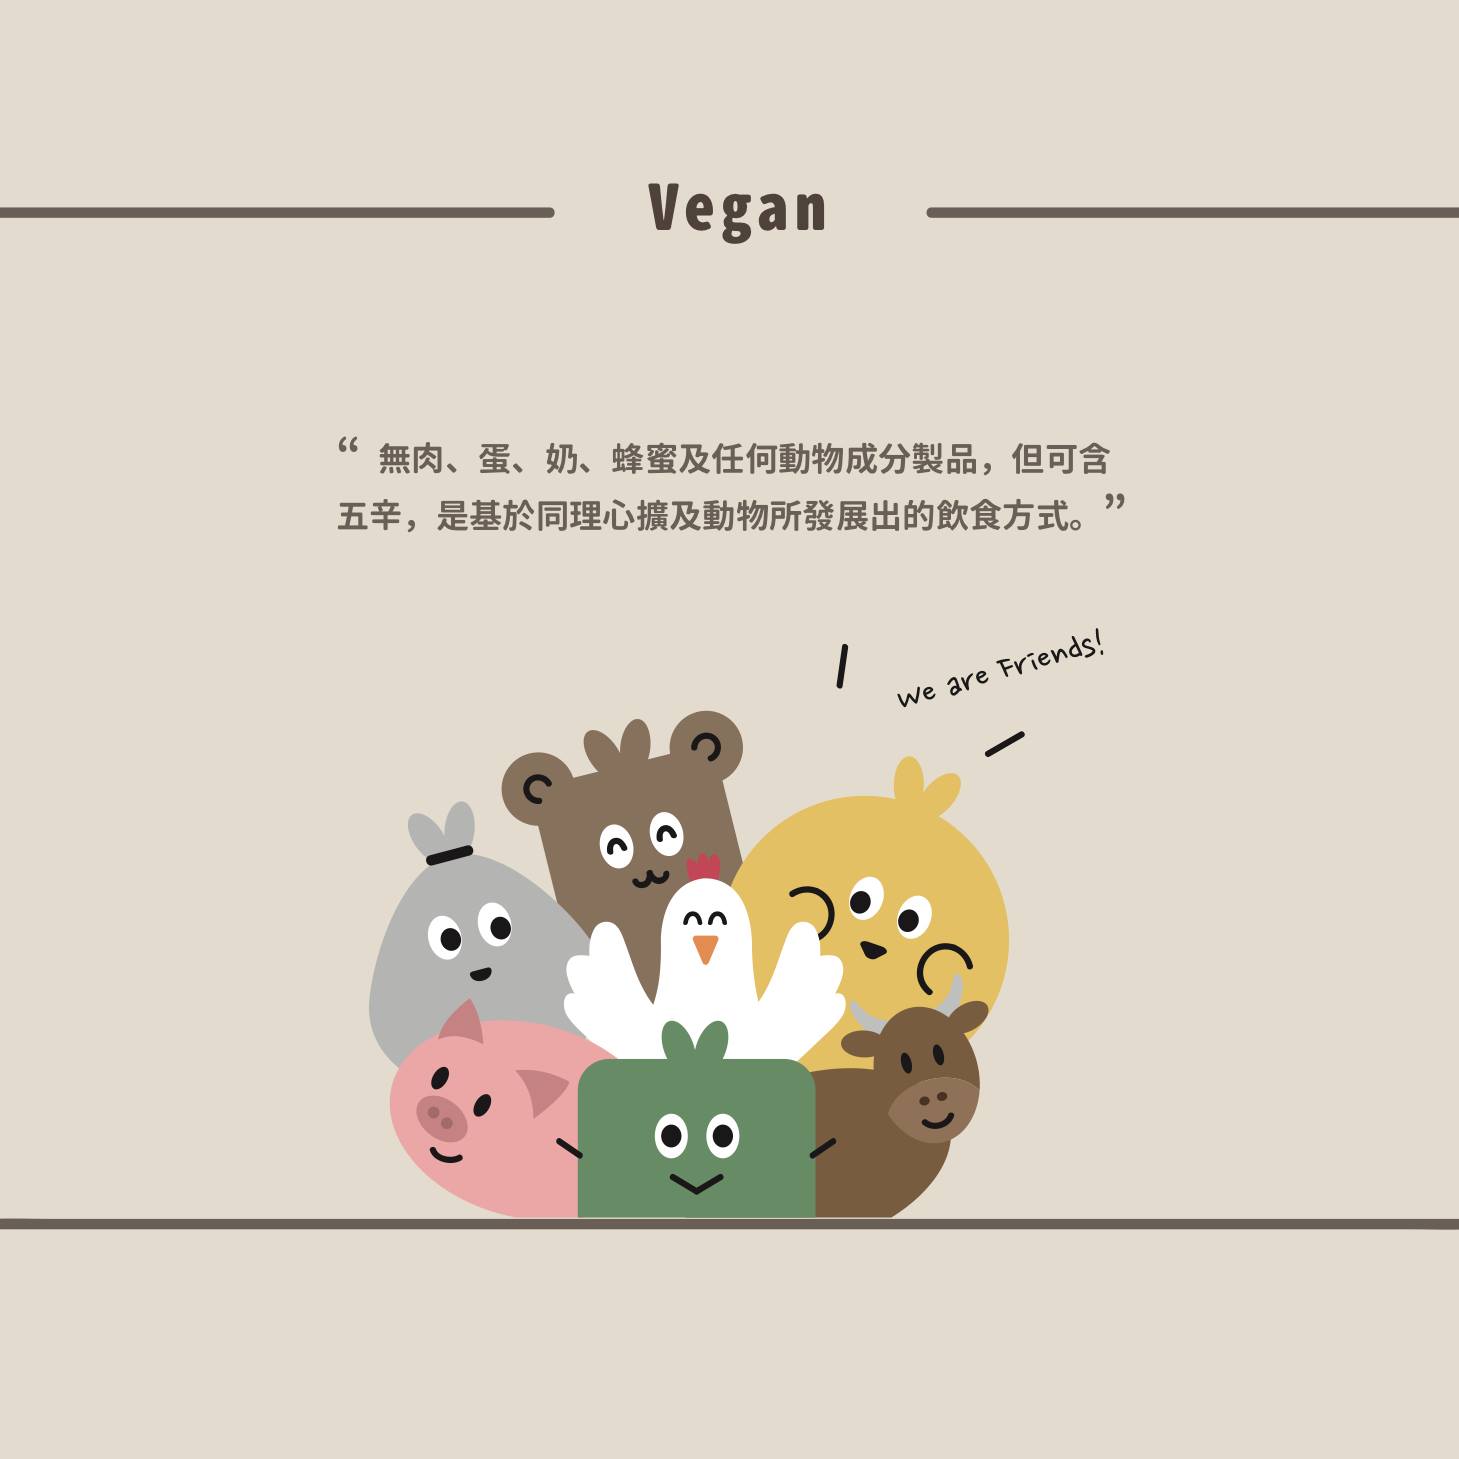 Vegan
“ 無肉、蛋、奶、蜂蜜及任何動物成分製品，但可含
五辛，是基於同理心擴及動物所發展出的飲食方式。”
we are Friends!